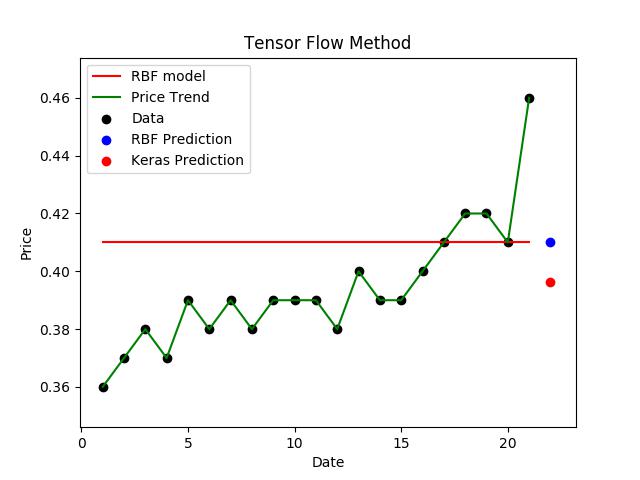 Tensor Flow Method
RBF model
Price Trend
Data
RBF Prediction
Keras Prediction
0.46
0.44
0.42
0.40
0.38
0.36
Price
0 5 10 15 20
Date